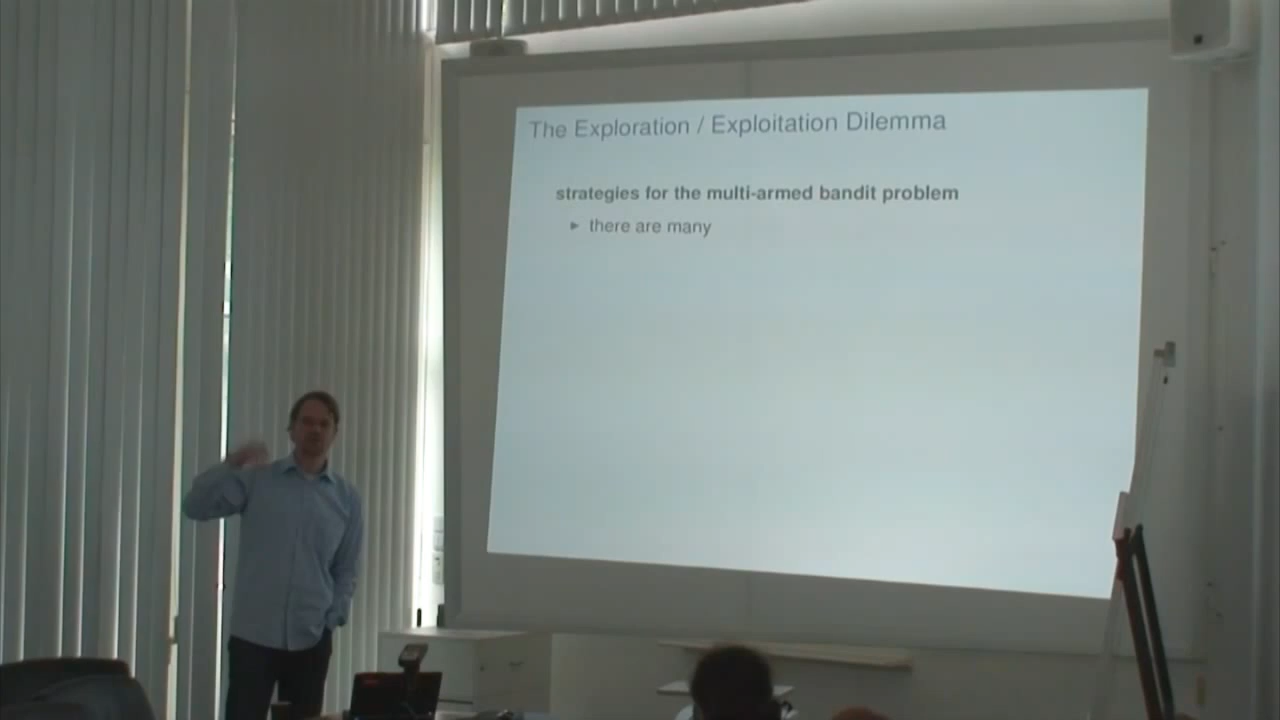 The Exploration / Exploitation Dilemma
strategies for the multi-armed bandit problem
► there are many